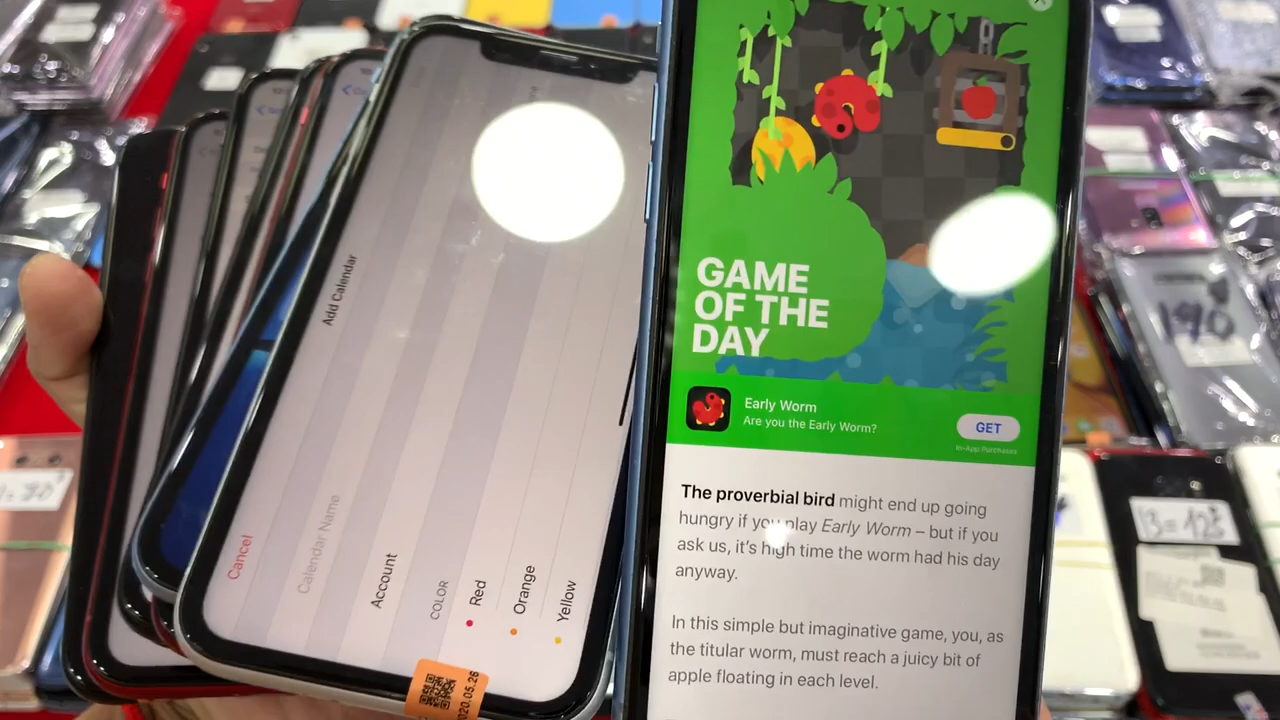 Add Calendar
Cancel
Calendar Name
Account
COLOR
Red
Orange
Yellow
2020.05.26
GAME
OF THE
DAY
Early Worm
Are you the Early Worm?
GET
In-App Purchases
The proverbial bird might end up going
hungry if you play Early Worm – but if you
ask us, it's high time the worm had his day
anyway.
In this simple but imaginative game, you, as
the titular worm, must reach a juicy bit of
apple floating in each level.
190